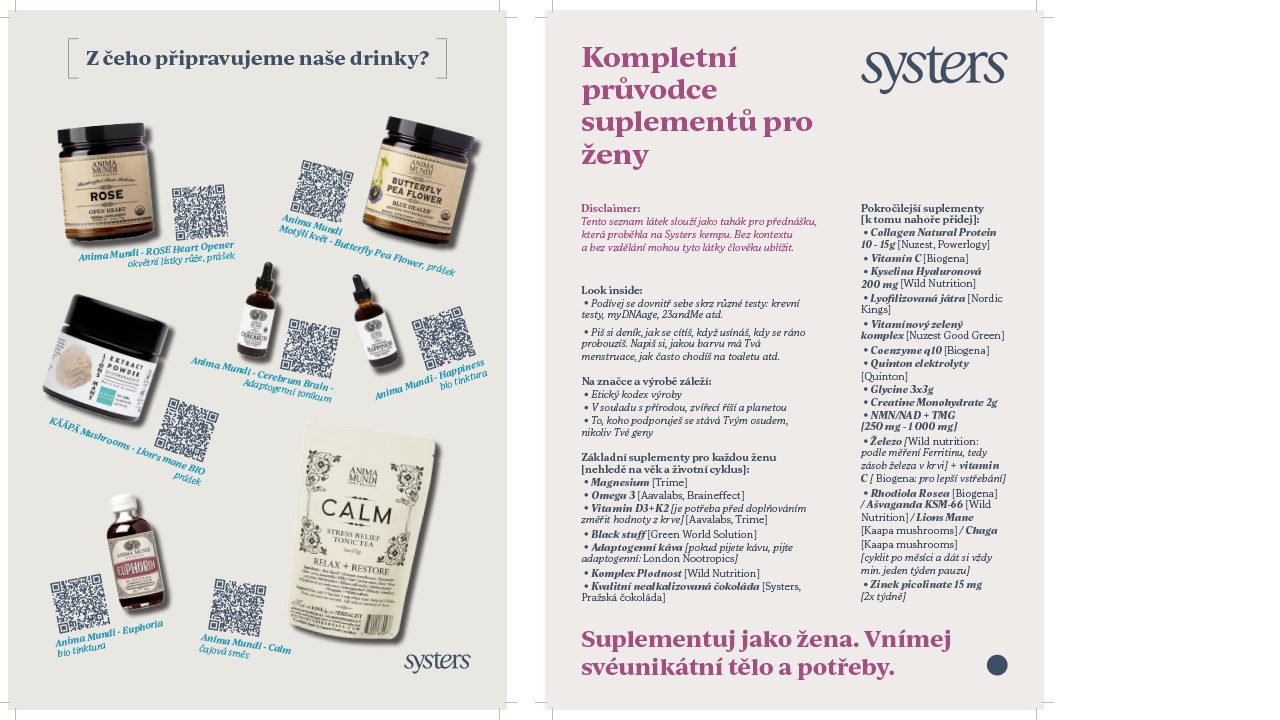 Z čeho připravujeme naše drinky?
ANIMA
MUNDI
APOTHECARY
ROSE
OPEN HEART
Anima Mundi - ROSE Heart Opener
okvětní lístky růže, prášek
ANIMA
MUNDI
BUTTERFLY
PEA FLOWER
BLUE HEALER
Anima Mundi
Motýlí květ - Butterfly Pea Flower, prášek
CEREBRUM
Anima Mundi - Cerebrum Brain -
Adaptogenní tonikum
HAPPINESS
Anima Mundi - Happiness
bio tinktura
LIONS MANE
EXTRACT
POWDER
KÄÄPÄ Mushrooms - Lion's mane BIO
prášek
ANIMA MUNDI
EUPHORIA
Anima Mundi - Euphoria
bio tinktura
ANIMA
MUNDI
APOTHECARY
CALM
STRESS RELIEF
TONIC TEA
RELAX + RESTORE
Anima Mundi - Calm
čajová směs
systers
Kompletní
průvodce
suplementů pro
ženy
systers
Disclaimer:
Tento seznam látek slouží jako tahák pro přednášku,
která proběhla na Systers kempu. Bez kontextu
a bez vzdělání mohou tyto látky člověku ublížit.
Look inside:
• Podívej se dovnitř sebe skrz různé testy: krevní
testy, myDNAage, 23andMe atd.
• Piš si deník, jak se cítíš, když usínáš, kdy se ráno
probouzíš. Napiš si, jakou barvu má Tvá
menstruace, jak často chodíš na toaletu atd.
Na značce a výrobě záleží:
• Etický kodex výroby
• V souladu s přírodou, zvířecí říší a planetou
• To, koho podporuješ se stává Tvým osudem,
nikoliv Tvé geny
Základní suplementy pro každou ženu
[nehledě na věk a životní cyklus]:
• Magnesium [Trime]
• Omega 3 [Aavalabs, Braineffect]
• Vitamin D3+K2 [je potřeba před doplňováním
změřit hodnoty z krve] [Aavalabs, Trime]
• Black stuff [Green World Solution]
• Adaptogenní káva [pokud pijete kávu, pijte
adaptogenní: London Nootropics]
• Komplex Plodnost [Wild Nutrition]
• Kvalitní nealkalizovaná čokoláda [Systers,
Pražská čokoláda]
Pokročilejší suplementy
[k tomu nahoře přidej]:
• Collagen Natural Protein
10 - 15g [Nuzest, Powerlogy]
• Vitamín C [Biogena]
• Kyselina Hyaluronová
200 mg [Wild Nutrition]
• Lyofilizovaná játra [Nordic
Kings]
• Vitamínový zelený
komplex [Nuzest Good Green]
• Coenzyme q10 [Biogena]
• Quinton elektrolyty
[Quinton]
• Glycine 3x3g
• Creatine Monohydrate 2g
• NMN/NAD + TMG
[250 mg - 1 000 mg]
• Železo [Wild nutrition:
podle měření Ferritinu, tedy
zásob železa v krvi] + vitamin
C [ Biogena: pro lepší vstřebání]
• Rhodiola Rosea [Biogena]
/ Ašvaganda KSM-66 [Wild
Nutrition] / Lions Mane
[Kaapa mushrooms] / Chaga
[Kaapa mushrooms]
[cyklit po měsíci a dát si vždy
min. jeden týden pauzu]
• Zinek picolinate 15 mg
[2x týdně]
Suplementuj jako žena. Vnímej
svéunikátní tělo a potřeby.